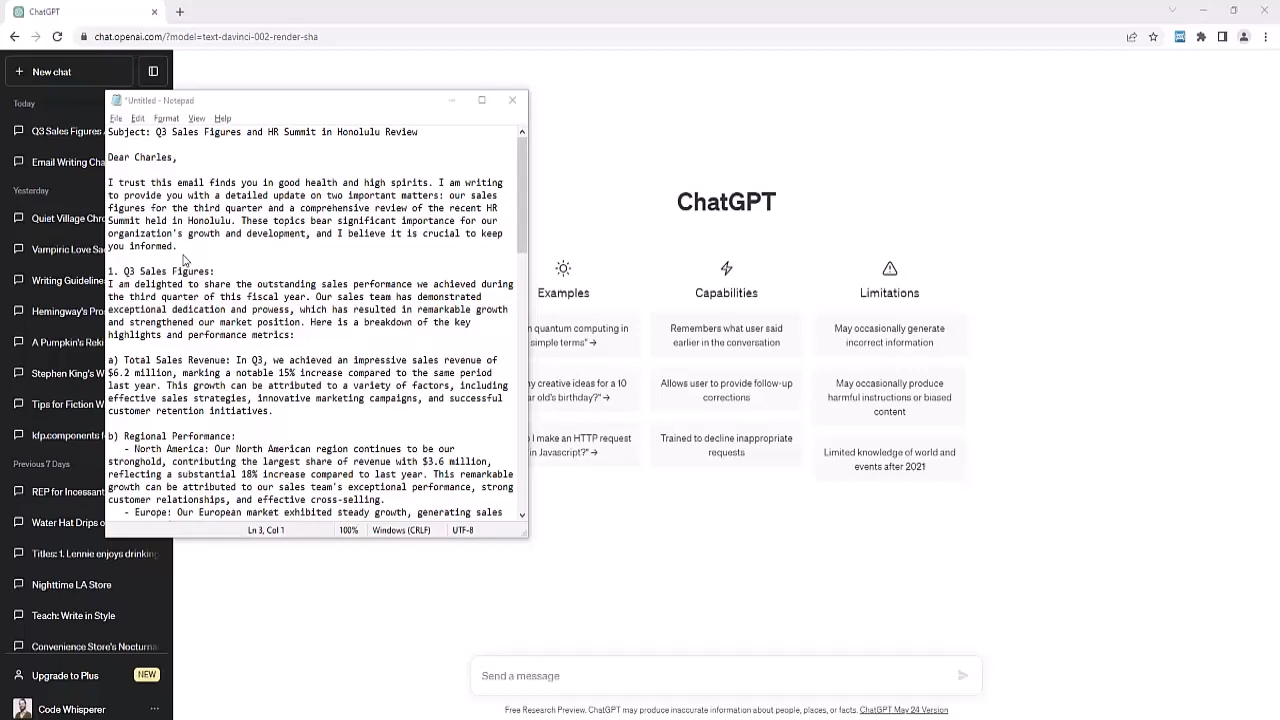 ChatGPT
chat.openai.com/?model=text-davinci-002-render-sha
New chat
Today
Q3 Sales Figures
Email Writing Cha
Yesterday
Quiet Village Chro
Vampiric Love Sa
Writing Guideline
Hemingway's Pro
A Pumpkin's Reki
Stephen King's W
Tips for Fiction W
kfp.components f
Previous 7 Days
REP for Incessant
Water Hat Drips o
Titles: 1. Lennie enjoys drinking
Nighttime LA Store
Teach: Write in Style
Convenience Store's Nocturna
Upgrade to Plus
NEW
Code Whisperer
*Untitled - Notepad
File Edit Format View Help
Subject: Q3 Sales Figures and HR Summit in Honolulu Review
Dear Charles,
I trust this email finds you in good health and high spirits. I am writing
to provide you with a detailed update on two important matters: our sales
figures for the third quarter and a comprehensive review of the recent HR
Summit held in Honolulu. These topics bear significant importance for our
organization's growth and development, and I believe it is crucial to keep
you informed.
1. Q3 Sales Figures:
I am delighted to share the outstanding sales performance we achieved during
the third quarter of this fiscal year. Our sales team has demonstrated
exceptional dedication and prowess, which has resulted in remarkable growth
and strengthened our market position. Here is a breakdown of the key
highlights and performance metrics:
a) Total Sales Revenue: In Q3, we achieved an impressive sales revenue of
$6.2 million, marking a notable 15% increase compared to the same period
last year. This growth can be attributed to a variety of factors, including
effective sales strategies, innovative marketing campaigns, and successful
customer retention initiatives.
b) Regional Performance:
- North America: Our North American region continues to be our
stronghold, contributing the largest share of revenue with $3.6 million,
reflecting a substantial 18% increase compared to last year. This remarkable
growth can be attributed to our sales team's exceptional performance, strong
customer relationships, and effective cross-selling.
- Europe: Our European market exhibited steady growth, generating sales
Ln 3, Col 1
100%
Windows (CRLF)
UTF-8
ChatGPT
Examples
n quantum computing in
simple terms" →
ny creative ideas for a 10
ar old's birthday?" →
o I make an HTTP request
in Javascript?" →
Capabilities
Remembers what user said
earlier in the conversation
Allows user to provide follow-up
corrections
Trained to decline inappropriate
requests
Limitations
May occasionally generate
incorrect information
May occasionally produce
harmful instructions or biased
content
Limited knowledge of world and
events after 2021
Send a message
Free Research Preview. ChatGPT may produce inaccurate information about people, places, or facts. ChatGPT May 24 Version